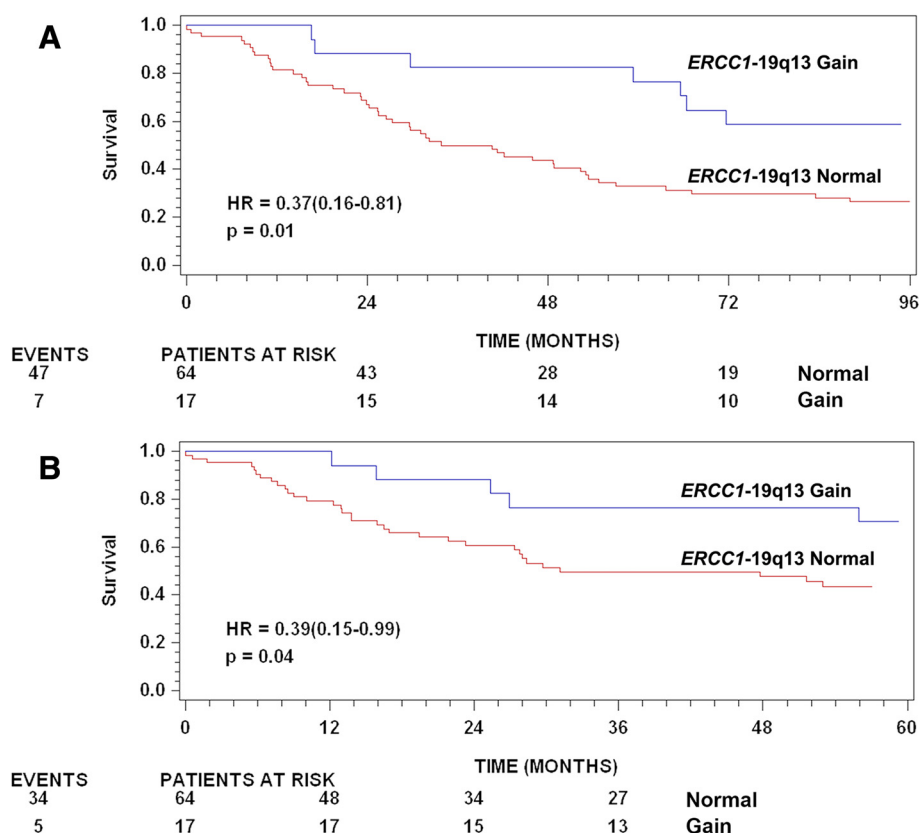 A
1.0
0.8
0.6
0.4
0.2
0.0
Survival
ERCC1-19q13 Gain
ERCC1-19q13 Normal
HR = 0.37(0.16-0.81)
p = 0.01
0 24 48 72 96
TIME (MONTHS)
EVENTS PATIENTS AT RISK
47 64 43 28 19 Normal
7 17 15 14 10 Gain
B
1.0
0.8
0.6
0.4
0.2
0.0
Survival
ERCC1-19q13 Gain
ERCC1-19q13 Normal
HR = 0.39(0.15-0.99)
p = 0.04
0 12 24 36 48 60
TIME (MONTHS)
EVENTS PATIENTS AT RISK
34 64 48 34 27 Normal
5 17 17 15 13 Gain